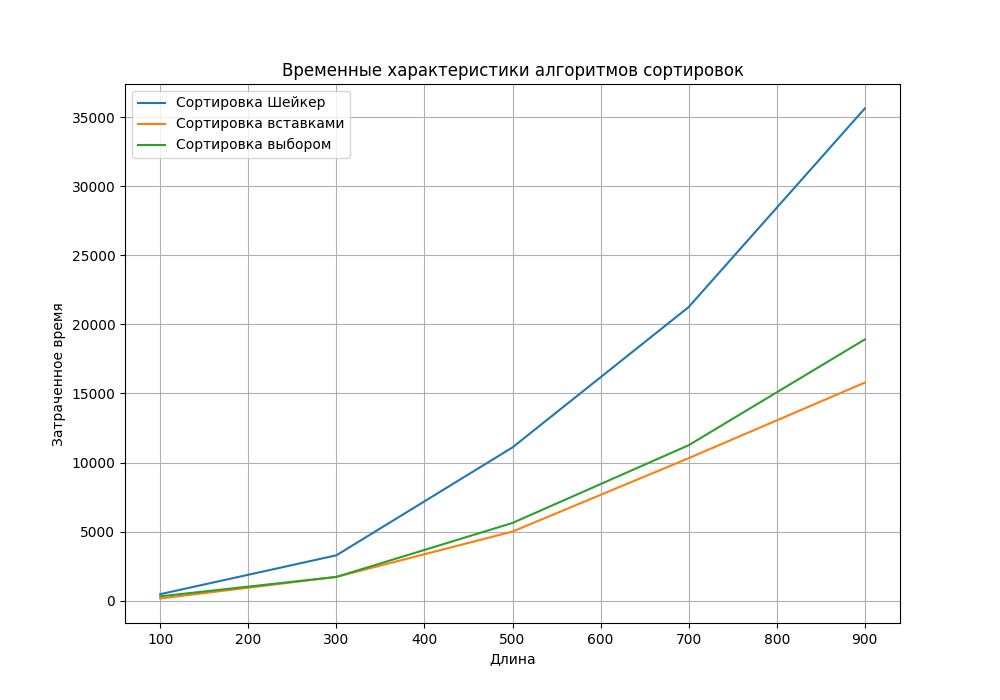 Временные характеристики алгоритмов сортировок
Сортировка Шейкер
Сортировка вставками
Сортировка выбором
Затраченное время
35000
30000
25000
20000
15000
10000
5000
0
100 200 300 400 500 600 700 800 900
Длина